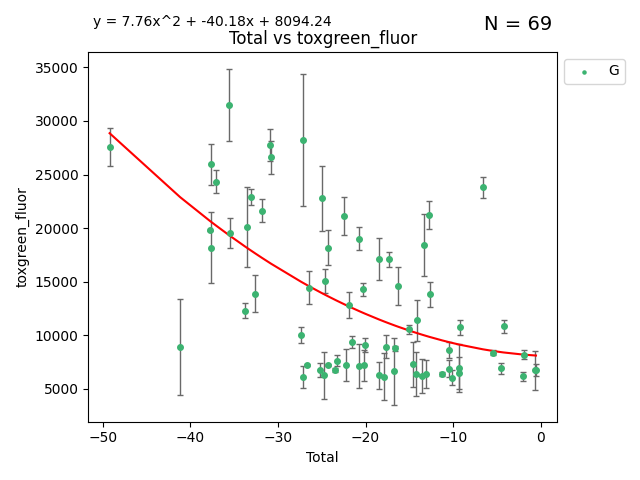 y = 7.76x^2 + -40.18x + 8094.24
N = 69
Total vs toxgreen_fluor
G
35000
30000
25000
20000
15000
10000
5000
toxgreen_fluor
−50
−40
−30
−20
−10
0
Total